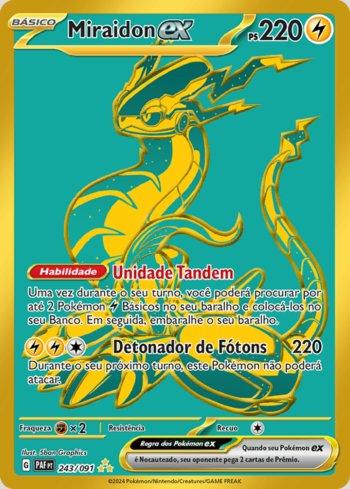 BÁSICO Miraidon ex PS 220
Habilidade Unidade Tandem
Uma vez durante o seu turno, você poderá procurar por
até 2 Pokémon Básicos no seu baralho e colocá-los no
seu Banco. Em seguida, embaralhe o seu baralho.
Detonador de Fótons 220
Durante o seu próximo turno, este Pokémon não poderá
atacar.
Fraqueza ×2 Resistência Recuo
Ilust. 5ban Graphics
G PAF PT 243/091
Regra dos Pokémon ex Quando seu Pokémon ex
é Nocauteado, seu oponente pega 2 cartas de Prêmio.
©2024 Pokémon/Nintendo/Creatures/GAME FREAK